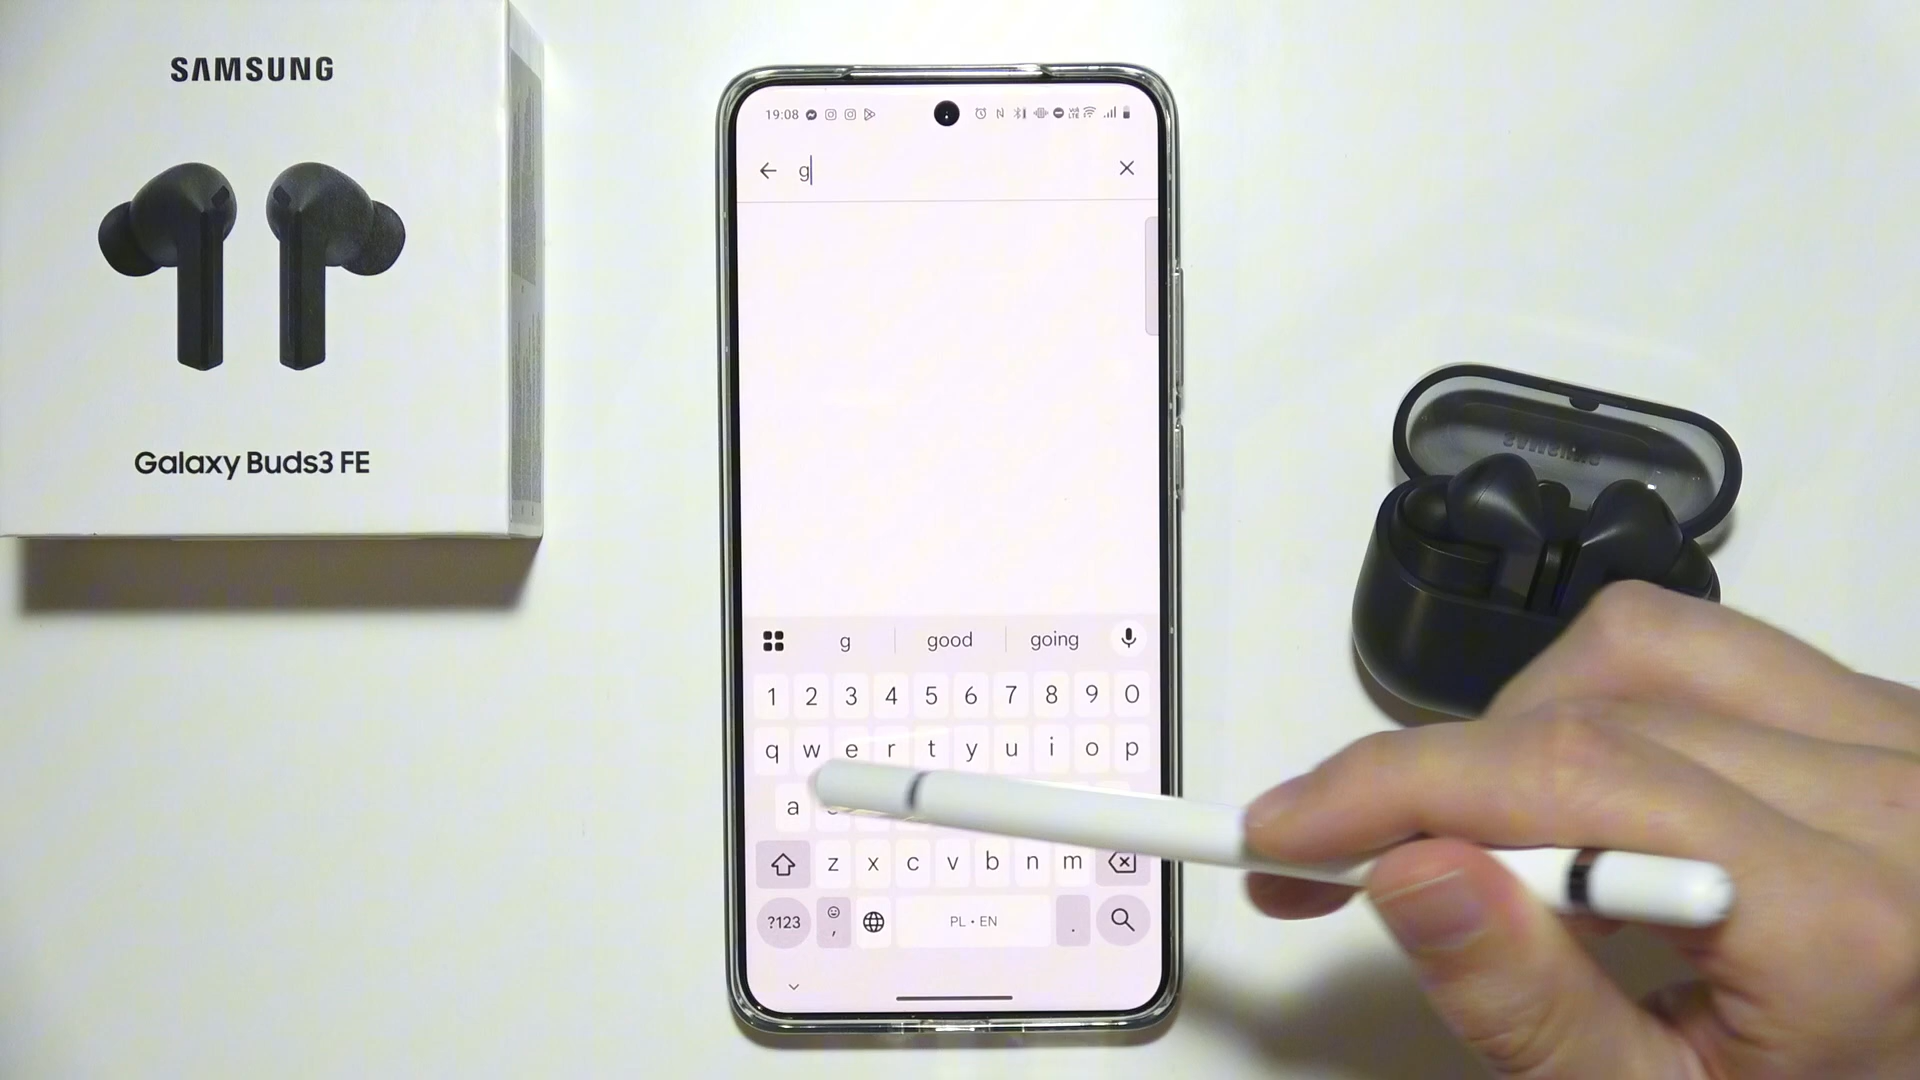 SAMSUNG
Galaxy Buds3 FE
19:08
g
g good going
1 2 3 4 5 6 7 8 9 0
q w e r t y u i o p
a
z x c v b n m
?123 , PL • EN .
SAMSUNG